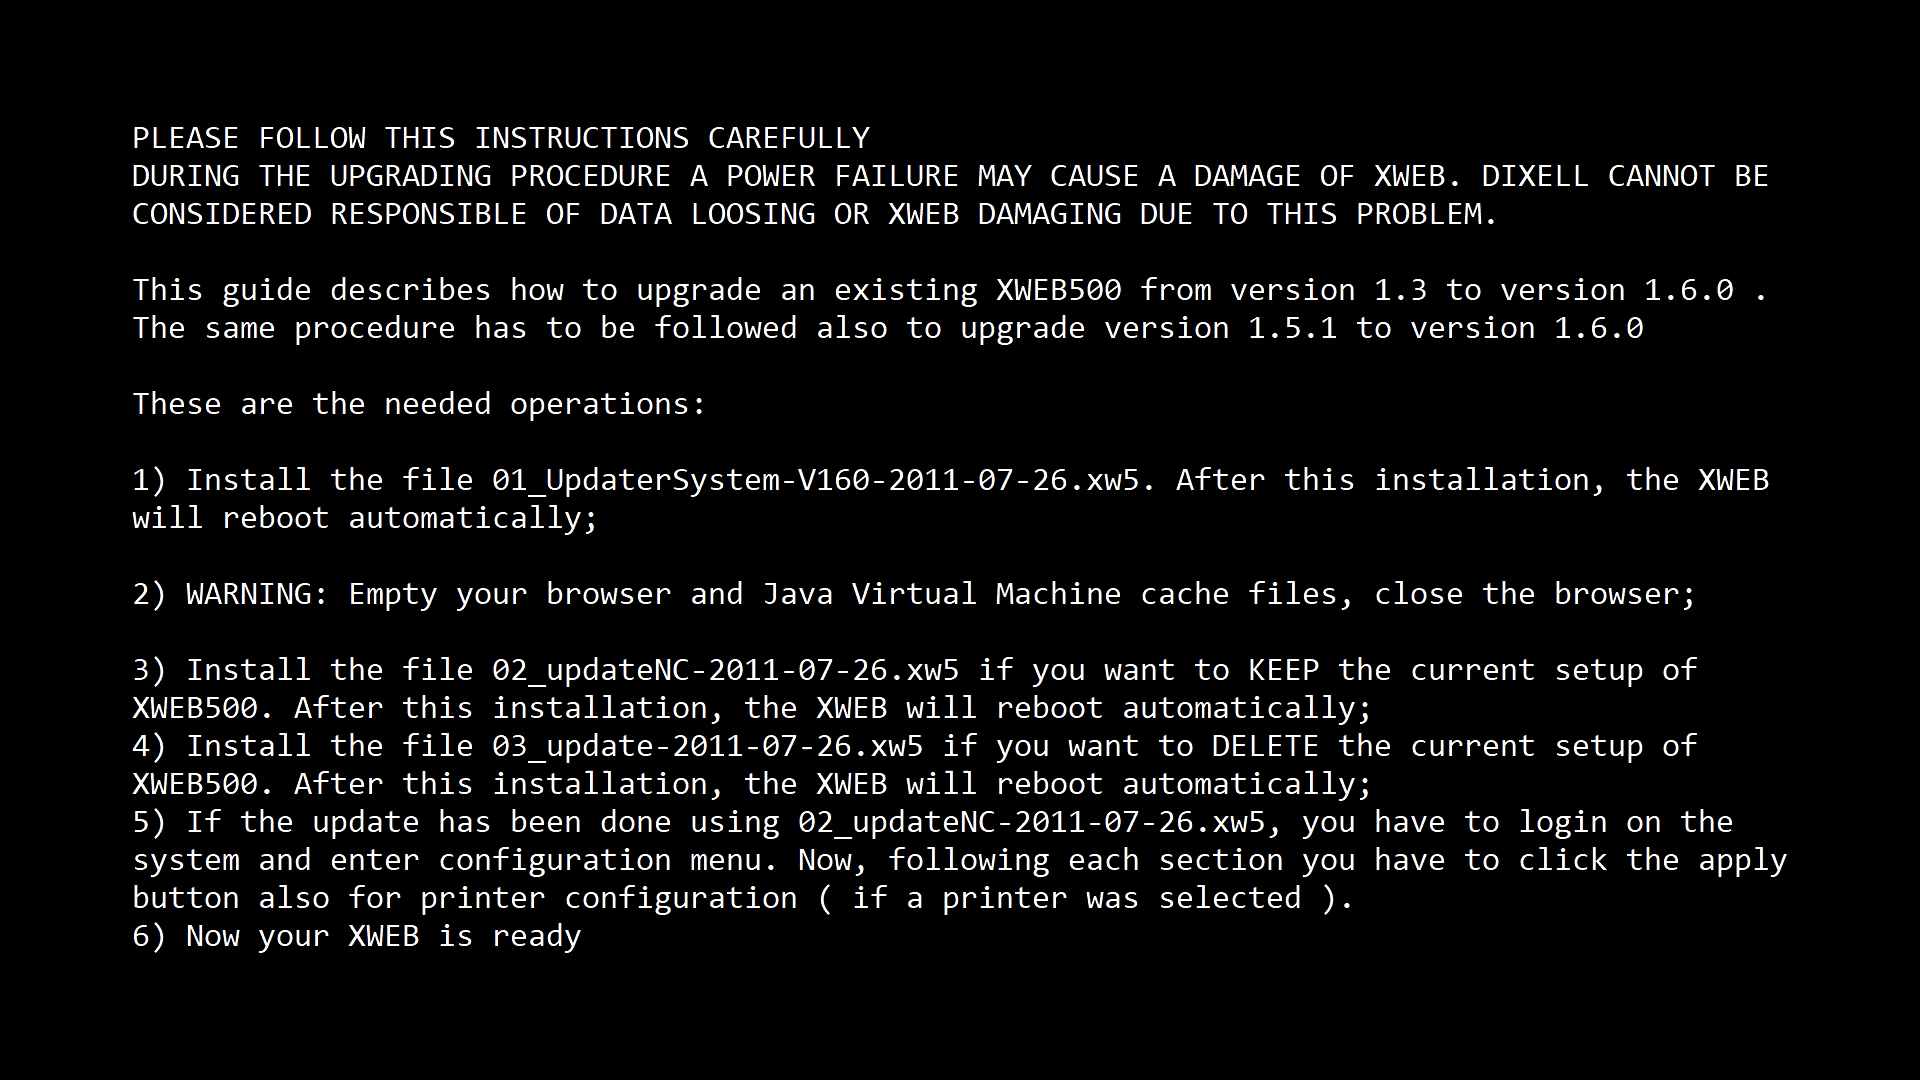 PLEASE FOLLOW THIS INSTRUCTIONS CAREFULLY
DURING THE UPGRADING PROCEDURE A POWER FAILURE MAY CAUSE A DAMAGE OF XWEB. DIXELL CANNOT BE
CONSIDERED RESPONSIBLE OF DATA LOOSING OR XWEB DAMAGING DUE TO THIS PROBLEM.
This guide describes how to upgrade an existing XWEB500 from version 1.3 to version 1.6.0 .
The same procedure has to be followed also to upgrade version 1.5.1 to version 1.6.0
These are the needed operations:
1) Install the file 01_UpdaterSystem-V160-2011-07-26.xw5. After this installation, the XWEB
will reboot automatically;
2) WARNING: Empty your browser and Java Virtual Machine cache files, close the browser;
3) Install the file 02_updateNC-2011-07-26.xw5 if you want to KEEP the current setup of
XWEB500. After this installation, the XWEB will reboot automatically;
4) Install the file 03_update-2011-07-26.xw5 if you want to DELETE the current setup of
XWEB500. After this installation, the XWEB will reboot automatically;
5) If the update has been done using 02_updateNC-2011-07-26.xw5, you have to login on the
system and enter configuration menu. Now, following each section you have to click the apply
button also for printer configuration ( if a printer was selected ).
6) Now your XWEB is ready